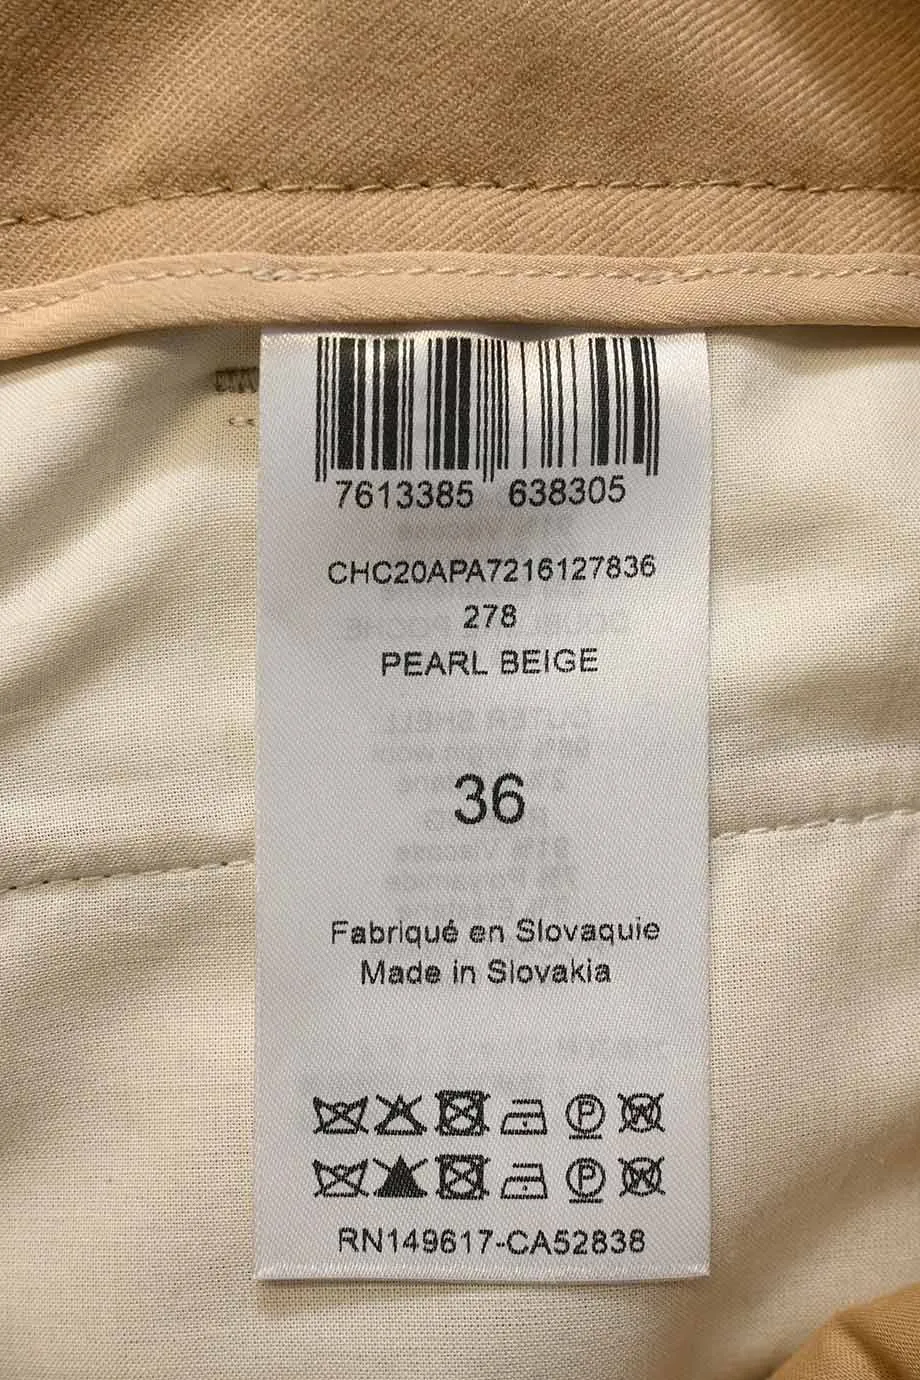 7613385 638305
CHC20APA7216127836
278
PEARL BEIGE
36
Fabriqué en Slovaquie
Made in Slovakia
P W
P W
RN149617-CA52838